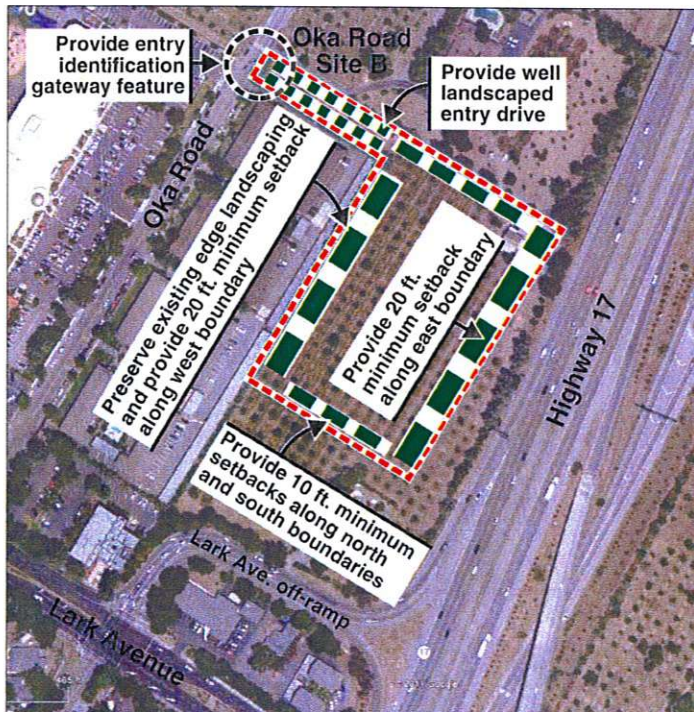 Provide entry
identification
gateway feature
Oka Road
Site B
Provide well
landscaped
entry drive
Oka Road
Preserve existing edge landscaping
and provide 20 ft. minimum setback
along west boundary
Provide 20 ft.
minimum setback
along east boundary
Highway 17
Provide 10 ft. minimum
setbacks along north
and south boundaries
Lark Ave. off-ramp
Lark Avenue